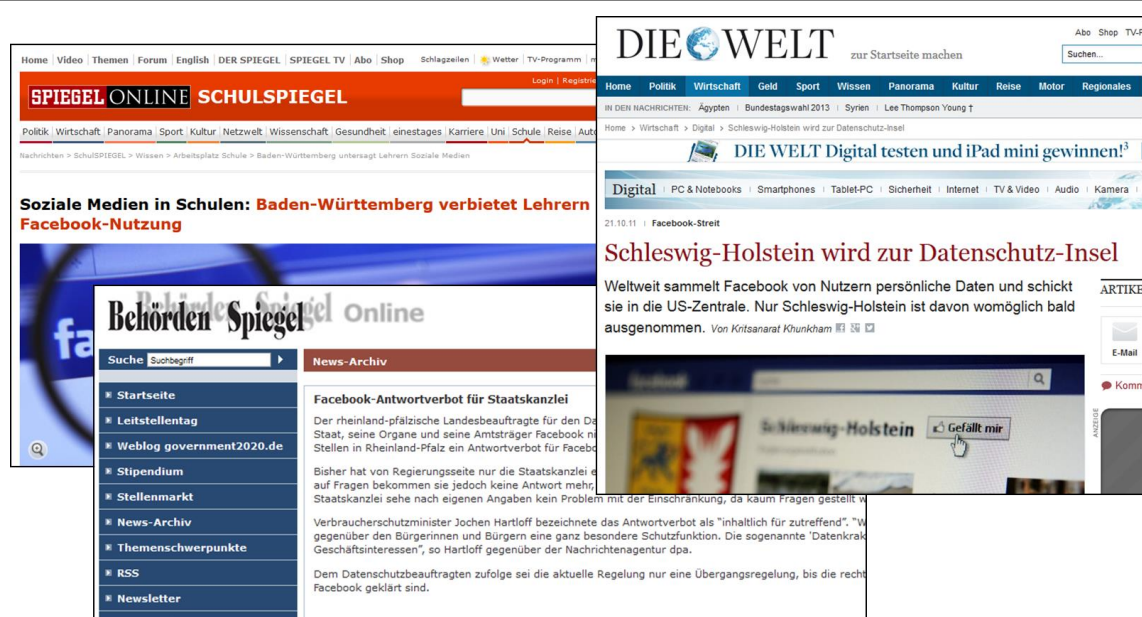 Home | Video | Themen | Forum | English | DER SPIEGEL | SPIEGEL TV | Abo | Shop Schlagzeilen | Wetter | TV-Programm |
Login | Registrie
SPIEGEL ONLINE SCHULSPIEGEL
Politik | Wirtschaft | Panorama | Sport | Kultur | Netzwelt | Wissenschaft | Gesundheit | einestages | Karriere | Uni | Schule | Reise | Auto
Nachrichten > SchulSPIEGEL > Wissen > Arbeitsplatz Schule > Baden-Württemberg untersagt Lehrern Soziale Medien
Soziale Medien in Schulen: Baden-Württemberg verbietet Lehrern
Facebook-Nutzung
fa
Behörden Spiegel Online
Suche Suchbegriff
Startseite
Leitstellentag
Weblog government2020.de
Stipendium
Stellenmarkt
News-Archiv
Themenschwerpunkte
RSS
Newsletter
News-Archiv
Facebook-Antwortverbot für Staatskanzlei
Der rheinland-pfälzische Landesbeauftragte für den Da
Staat, seine Organe und seine Amtsträger Facebook ni
Stellen in Rheinland-Pfalz ein Antwortverbot für Facebo
Bisher hat von Regierungsseite nur die Staatskanzlei e
auf Fragen bekommen sie jedoch keine Antwort mehr,
Staatskanzlei sehe nach eigenen Angaben kein Problem mit der Einschränkung, da kaum Fragen gestellt w
Verbraucherschutzminister Jochen Hartloff bezeichnete das Antwortverbot als "inhaltlich für zutreffend". "W
gegenüber den Bürgerinnen und Bürgern eine ganz besondere Schutzfunktion. Die sogenannte 'Datenkrak
Geschäftsinteressen", so Hartloff gegenüber der Nachrichtenagentur dpa.
Dem Datenschutzbeauftragten zufolge sei die aktuelle Regelung nur eine Übergangsregelung, bis die recht
Facebook geklärt sind.
DIE WELT zur Startseite machen
Abo Shop TV-P
Suchen...
Home Politik Wirtschaft Geld Sport Wissen Panorama Kultur Reise Motor Regionales
IN DEN NACHRICHTEN: Ägypten | Bundestagswahl 2013 | Syrien | Lee Thompson Young †
Home > Wirtschaft > Digital > Schleswig-Holstein wird zur Datenschutz-Insel
DIE WELT Digital testen und iPad mini gewinnen!³
Digital | PC & Notebooks | Smartphones | Tablet-PC | Sicherheit | Internet | TV & Video | Audio | Kamera
21.10.11 | Facebook-Streit
Schleswig-Holstein wird zur Datenschutz-Insel
Weltweit sammelt Facebook von Nutzern persönliche Daten und schickt
sie in die US-Zentrale. Nur Schleswig-Holstein ist davon womöglich bald
ausgenommen. Von Kritsanarat Khunkham
facebook
Schleswig-Holstein Gefällt mir
ARTIKE
E-Mail
Komm
ANZEIGE